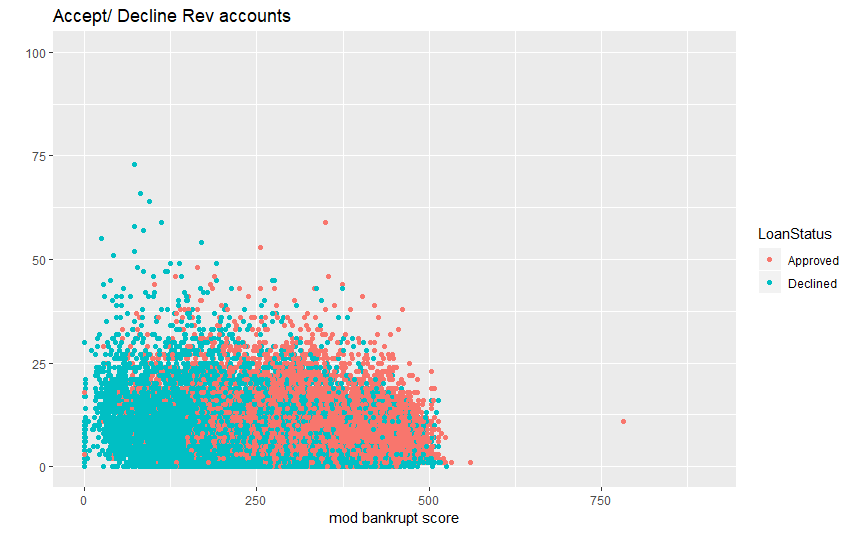 Accept/ Decline Rev accounts
100
75
50
25
0
0 250 500 750
mod bankrupt score
LoanStatus
Approved
Declined